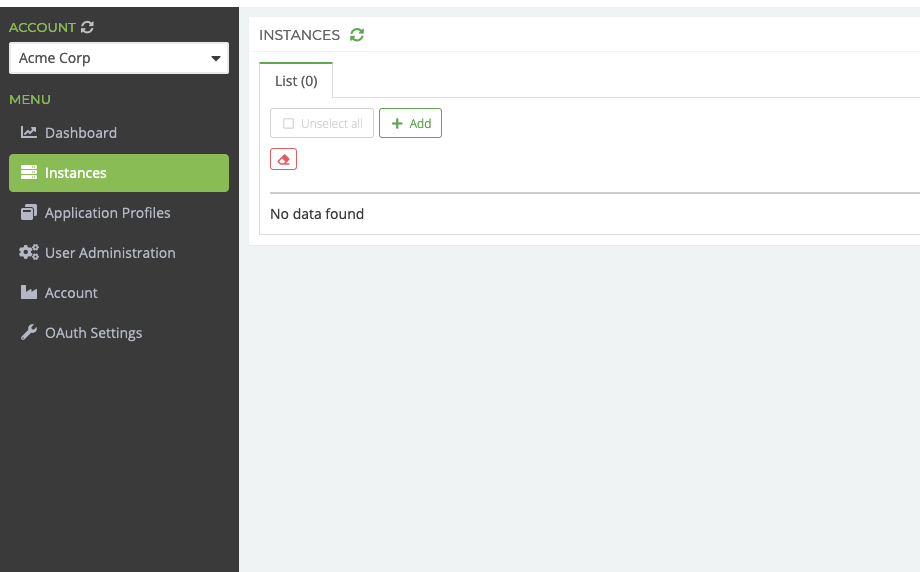 ACCOUNT
Acme Corp
MENU
Dashboard
Instances
Application Profiles
User Administration
Account
OAuth Settings
INSTANCES
List (0)
Unselect all
Add
No data found